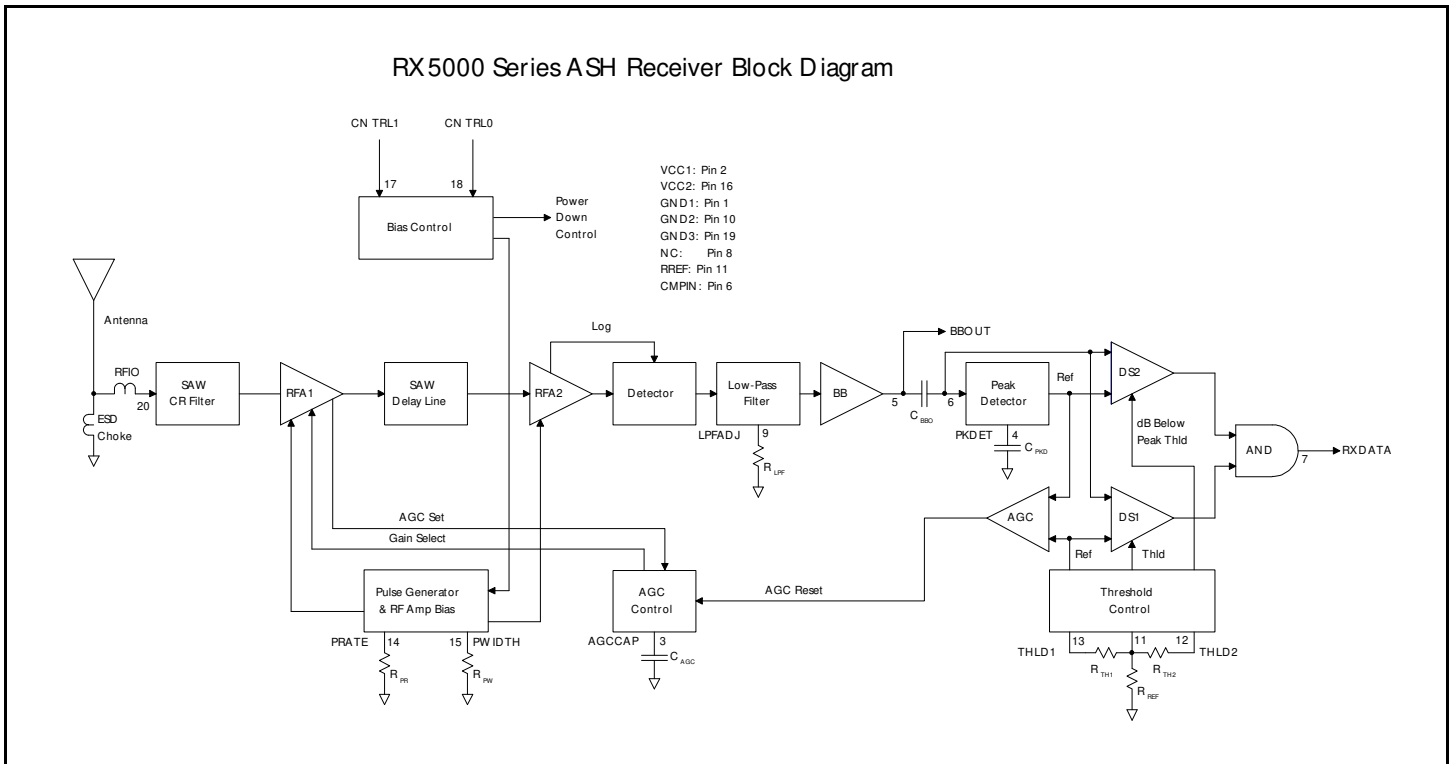 RX5000 Series ASH Receiver Block Diagram
CNTRL1
CNTRL0
17
18
Bias Control
Power
Down
Control
VCC1: Pin 2
VCC2: Pin 16
GND1: Pin 1
GND2: Pin 10
GND3: Pin 19
NC: Pin 8
RREF: Pin 11
CMPIN: Pin 6
Antenna
RFIO
20
ESD
Choke
SAW
CR Filter
RFA1
SAW
Delay Line
Log
RFA2
Detector
Low-Pass
Filter
LPFADJ
9
RLPF
BB
BBOUT
5
CBBO
6
Peak
Detector
PKDET
4
CPKD
Ref
DS2
dB Below
Peak Thld
AND
7
RXDATA
AGC Set
Gain Select
AGC
DS1
Ref
Thld
Pulse Generator
& RF Amp Bias
PRATE
14
15
PWIDTH
RPR
RPW
AGC
Control
AGCCAP
3
CAGC
AGC Reset
Threshold
Control
13
11
12
THLD1
THLD2
RTH1
RTH2
RREF